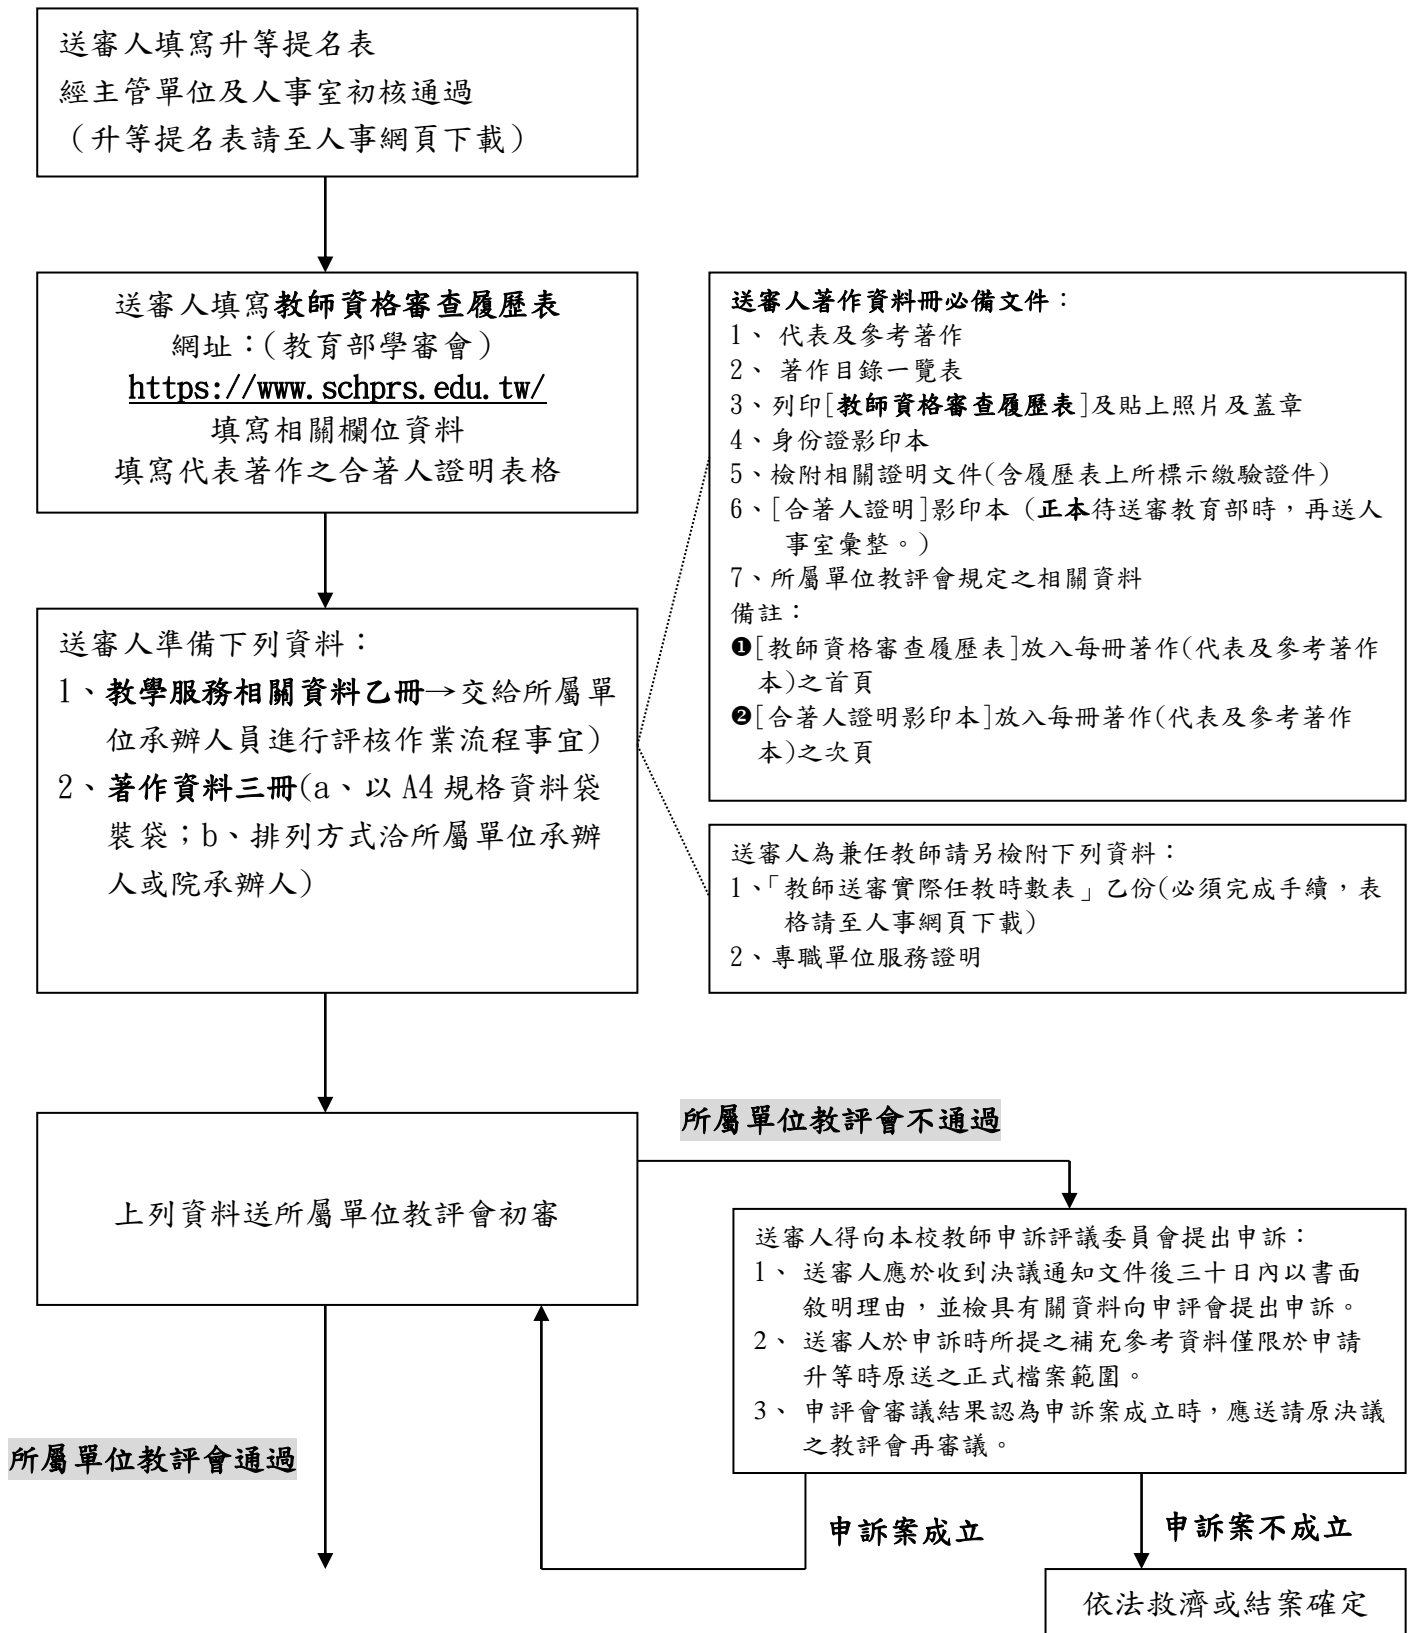 送審人填寫升等提名表
經主管單位及人事室初核通過
（升等提名表請至人事網頁下載）
送審人填寫教師資格審查履歷表
網址：(教育部學審會)
https://www.schprs.edu.tw/
填寫相關欄位資料
填寫代表著作之合著人證明表格
送審人著作資料冊必備文件：
1、 代表及參考著作
2、 著作目錄一覽表
3、列印[教師資格審查履歷表]及貼上照片及蓋章
4、身份證影印本
5、檢附相關證明文件(含履歷表上所標示繳驗證件)
6、[合著人證明]影印本 (正本待送審教育部時，再送人
事室彙整。)
7、所屬單位教評會規定之相關資料
備註：
❶[教師資格審查履歷表]放入每冊著作(代表及參考著作
本)之首頁
❷[合著人證明影印本]放入每冊著作(代表及參考著作
本)之次頁
送審人準備下列資料：
1、教學服務相關資料乙冊→交給所屬單
位承辦人員進行評核作業流程事宜)
2、著作資料三冊(a、以 A4 規格資料袋
裝袋；b、排列方式洽所屬單位承辦
人或院承辦人)
送審人為兼任教師請另檢附下列資料：
1、「教師送審實際任教時數表」乙份(必須完成手續，表
格請至人事網頁下載)
2、專職單位服務證明
所屬單位教評會不通過
上列資料送所屬單位教評會初審
送審人得向本校教師申訴評議委員會提出申訴：
1、 送審人應於收到決議通知文件後三十日內以書面
敘明理由，並檢具有關資料向申評會提出申訴。
2、 送審人於申訴時所提之補充參考資料僅限於申請
升等時原送之正式檔案範圍。
3、 申評會審議結果認為申訴案成立時，應送請原決議
之教評會再審議。
所屬單位教評會通過
申訴案成立
申訴案不成立
依法救濟或結案確定